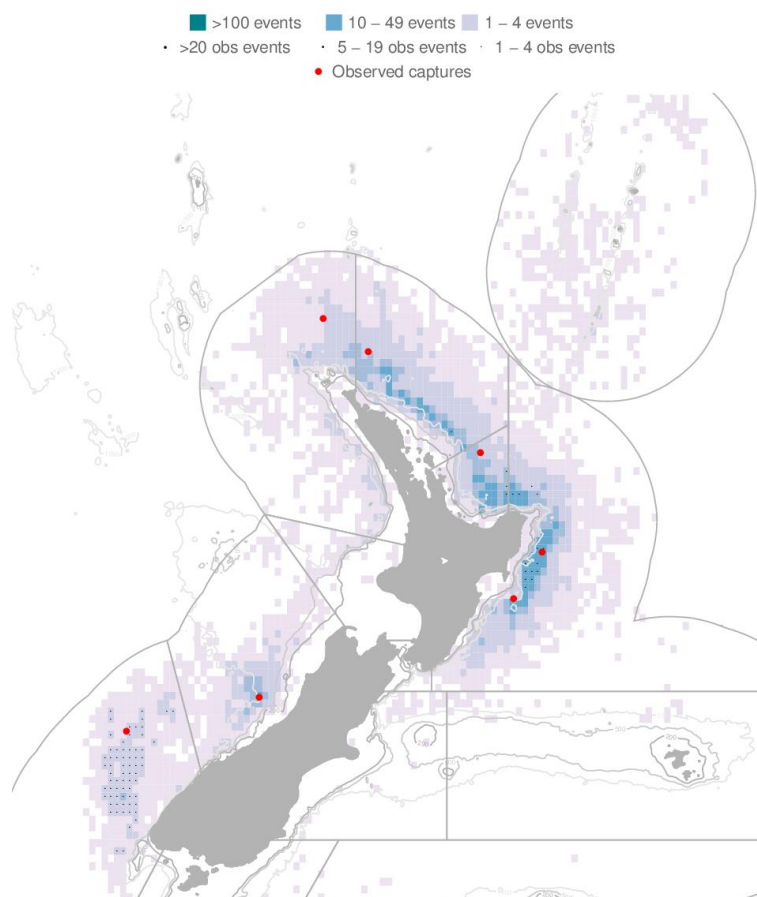 >100 events 10 – 49 events 1 – 4 events
>20 obs events 5 – 19 obs events 1 – 4 obs events
Observed captures